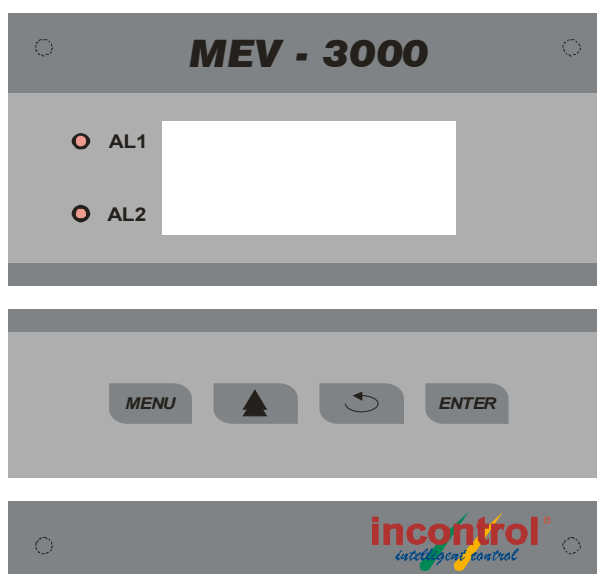 MEV - 3000
AL1
AL2
MENU
ENTER
incontrol
intelligent control